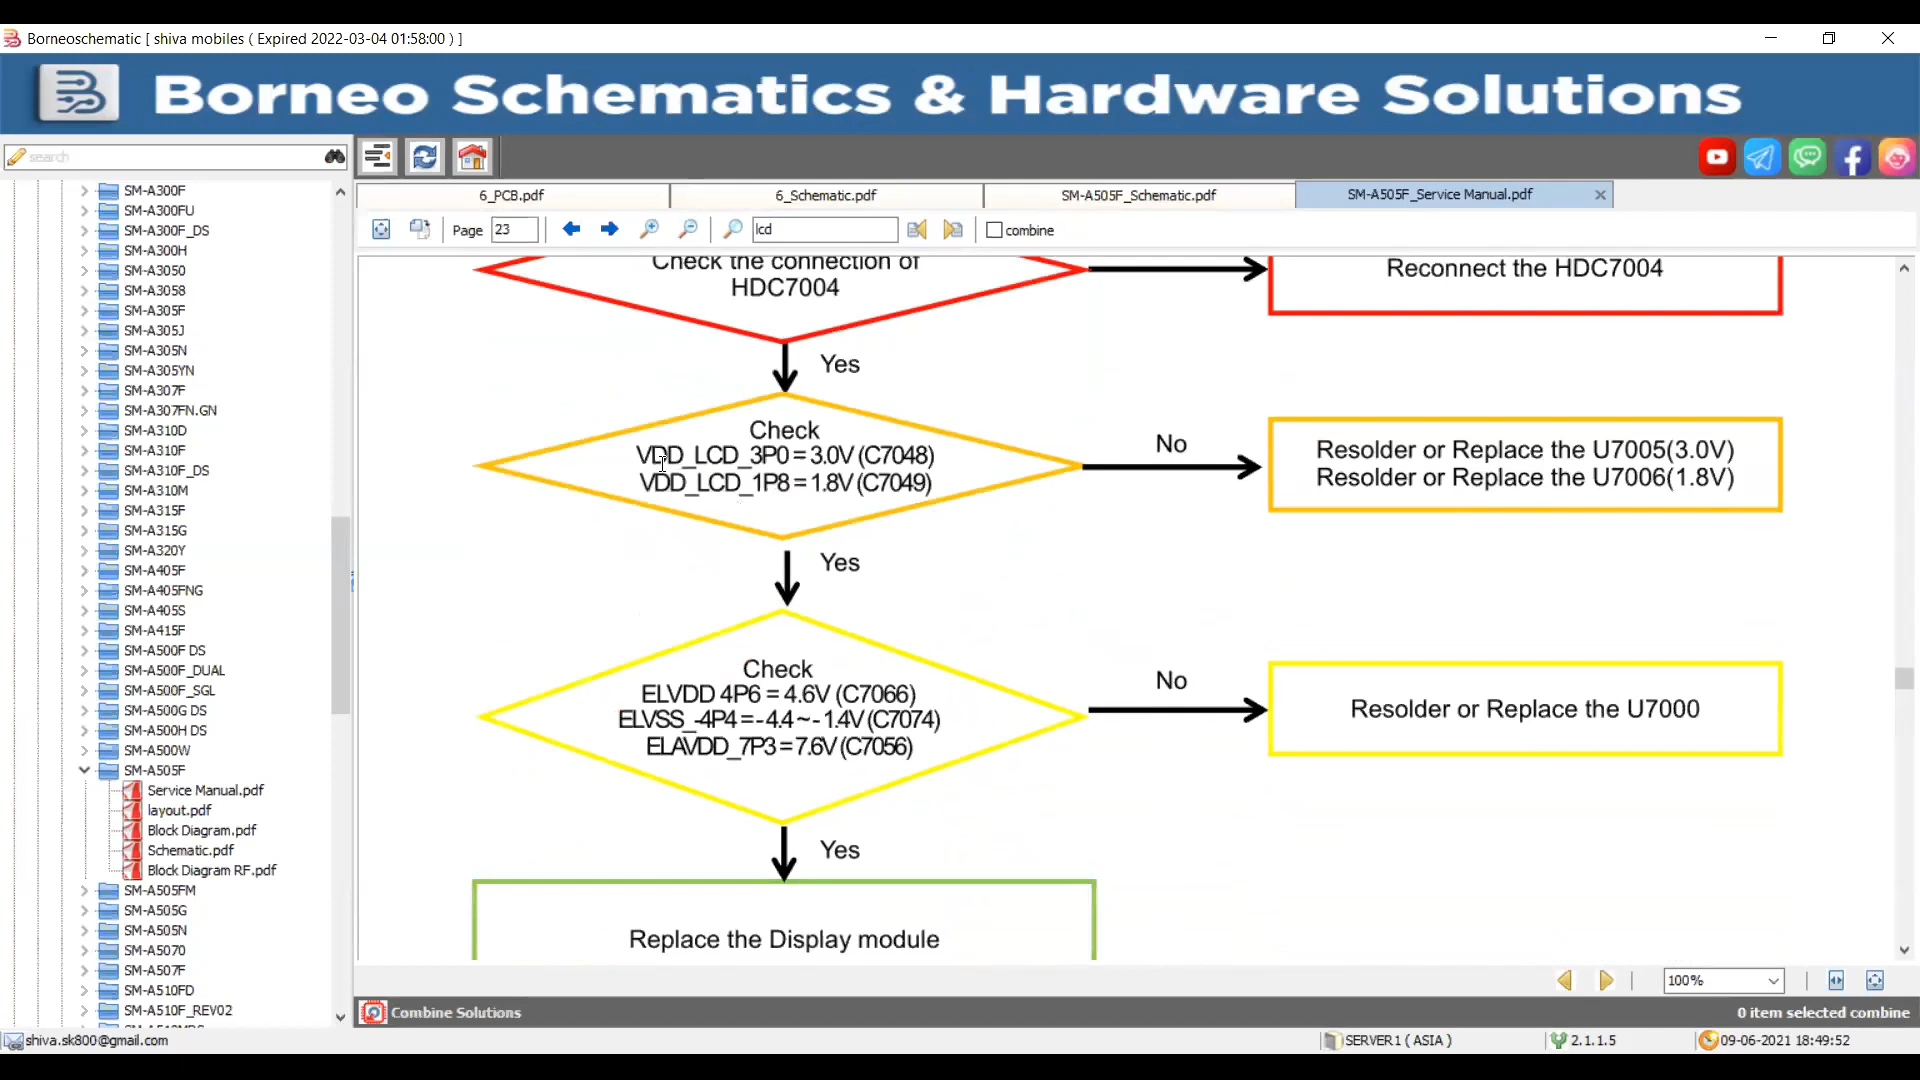 Borneoschematic [ shiva mobiles ( Expired 2022-03-04 01:58:00 ) ]
Borneo Schematics & Hardware Solutions
search
SM-A300F
SM-A300FU
SM-A300F_DS
SM-A300H
SM-A3050
SM-A3058
SM-A305F
SM-A305J
SM-A305N
SM-A305YN
SM-A307F
SM-A307FN.GN
SM-A310D
SM-A310F
SM-A310F_DS
SM-A310M
SM-A315F
SM-A315G
SM-A320Y
SM-A405F
SM-A405FNG
SM-A405S
SM-A415F
SM-A500F DS
SM-A500F_DUAL
SM-A500F_SGL
SM-A500G DS
SM-A500H DS
SM-A500W
SM-A505F
Service Manual.pdf
layout.pdf
Block Diagram.pdf
Schematic.pdf
Block Diagram RF.pdf
SM-A505FM
SM-A505G
SM-A505N
SM-A5070
SM-A507F
SM-A510FD
SM-A510F_REV02
6_PCB.pdf
6_Schematic.pdf
SM-A505F_Schematic.pdf
SM-A505F_Service Manual.pdf
Page 23
lcd
combine
Check the connection of
HDC7004
Reconnect the HDC7004
Yes
Check
VDD_LCD_3P0 = 3.0V (C7048)
VDD_LCD_1P8 = 1.8V (C7049)
No
Resolder or Replace the U7005(3.0V)
Resolder or Replace the U7006(1.8V)
Yes
Check
ELVDD 4P6 = 4.6V (C7066)
ELVSS_-4P4 = -4.4 ~ -1.4V (C7074)
ELAVDD_7P3 = 7.6V (C7056)
No
Resolder or Replace the U7000
Yes
Replace the Display module
100%
Combine Solutions
0 item selected combine
shiva.sk800@gmail.com
SERVER1 ( ASIA )
2.1.1.5
09-06-2021 18:49:52